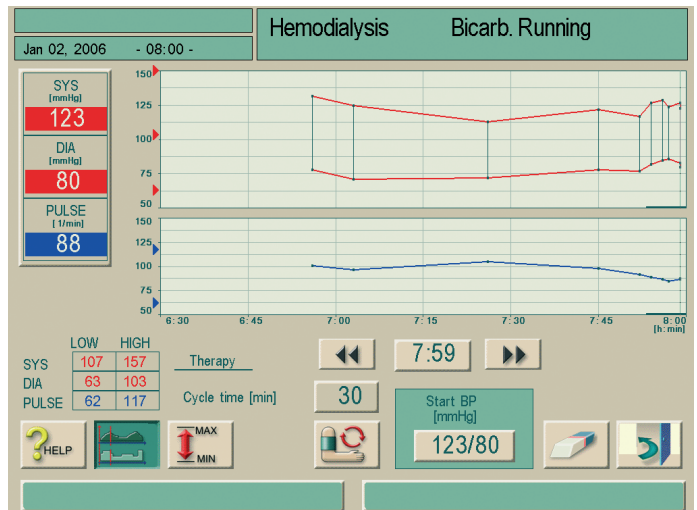 Hemodialysis Bicarb. Running
Jan 02, 2006 - 08:00 -
SYS
[mmHg]
123
DIA
[mmHg]
80
PULSE
[ 1/min]
88
150
125
100
75
50
150
125
100
75
50
6:30 6:45 7:00 7:15 7:30 7:45 8:00
[h:min]
LOW HIGH
SYS 107 157
DIA 63 103
PULSE 62 117
Therapy
Cycle time [min]
7:59
30
Start BP
[mmHg]
123/80
HELP
MAX
MIN